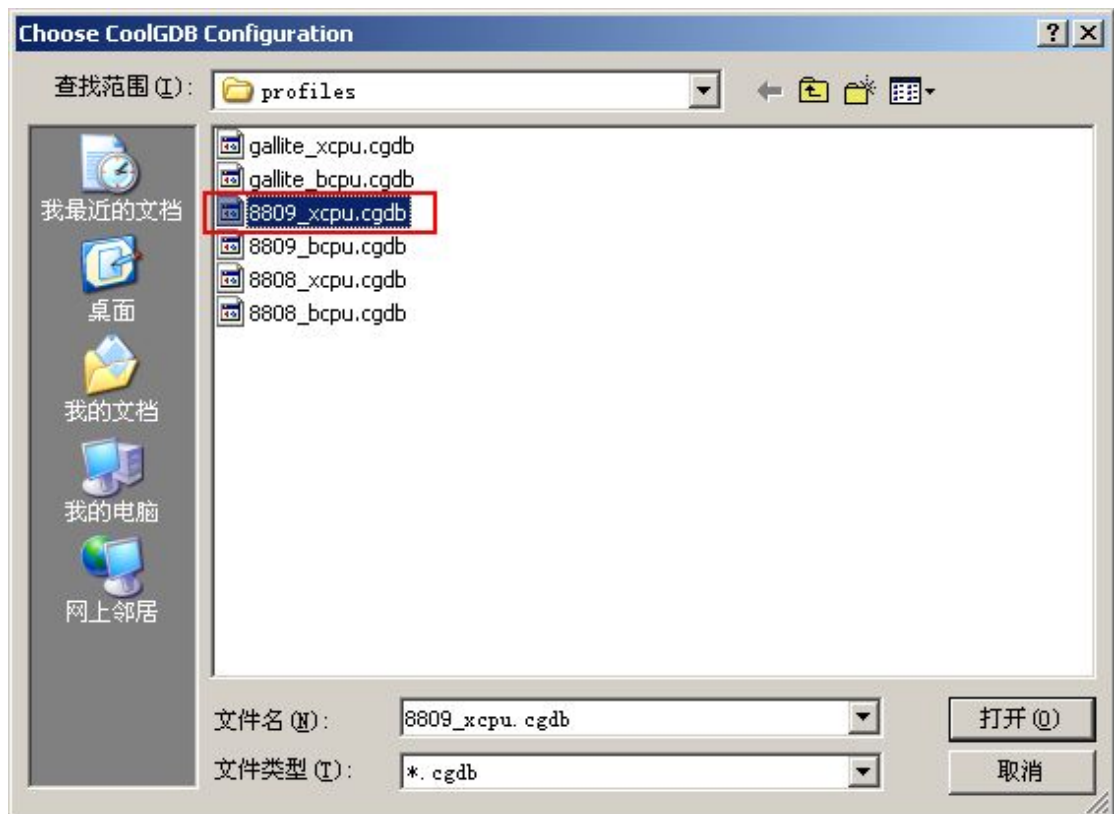 Choose CoolGDB Configuration
查找范围(I):
profiles
我最近的文档
桌面
我的文档
我的电脑
网上邻居
gallite_xcpu.cgdb
gallite_bcpu.cgdb
8809_xcpu.cgdb
8809_bcpu.cgdb
8808_xcpu.cgdb
8808_bcpu.cgdb
文件名(N):
8809_xcpu.cgdb
打开(O)
文件类型(T):
*.cgdb
取消